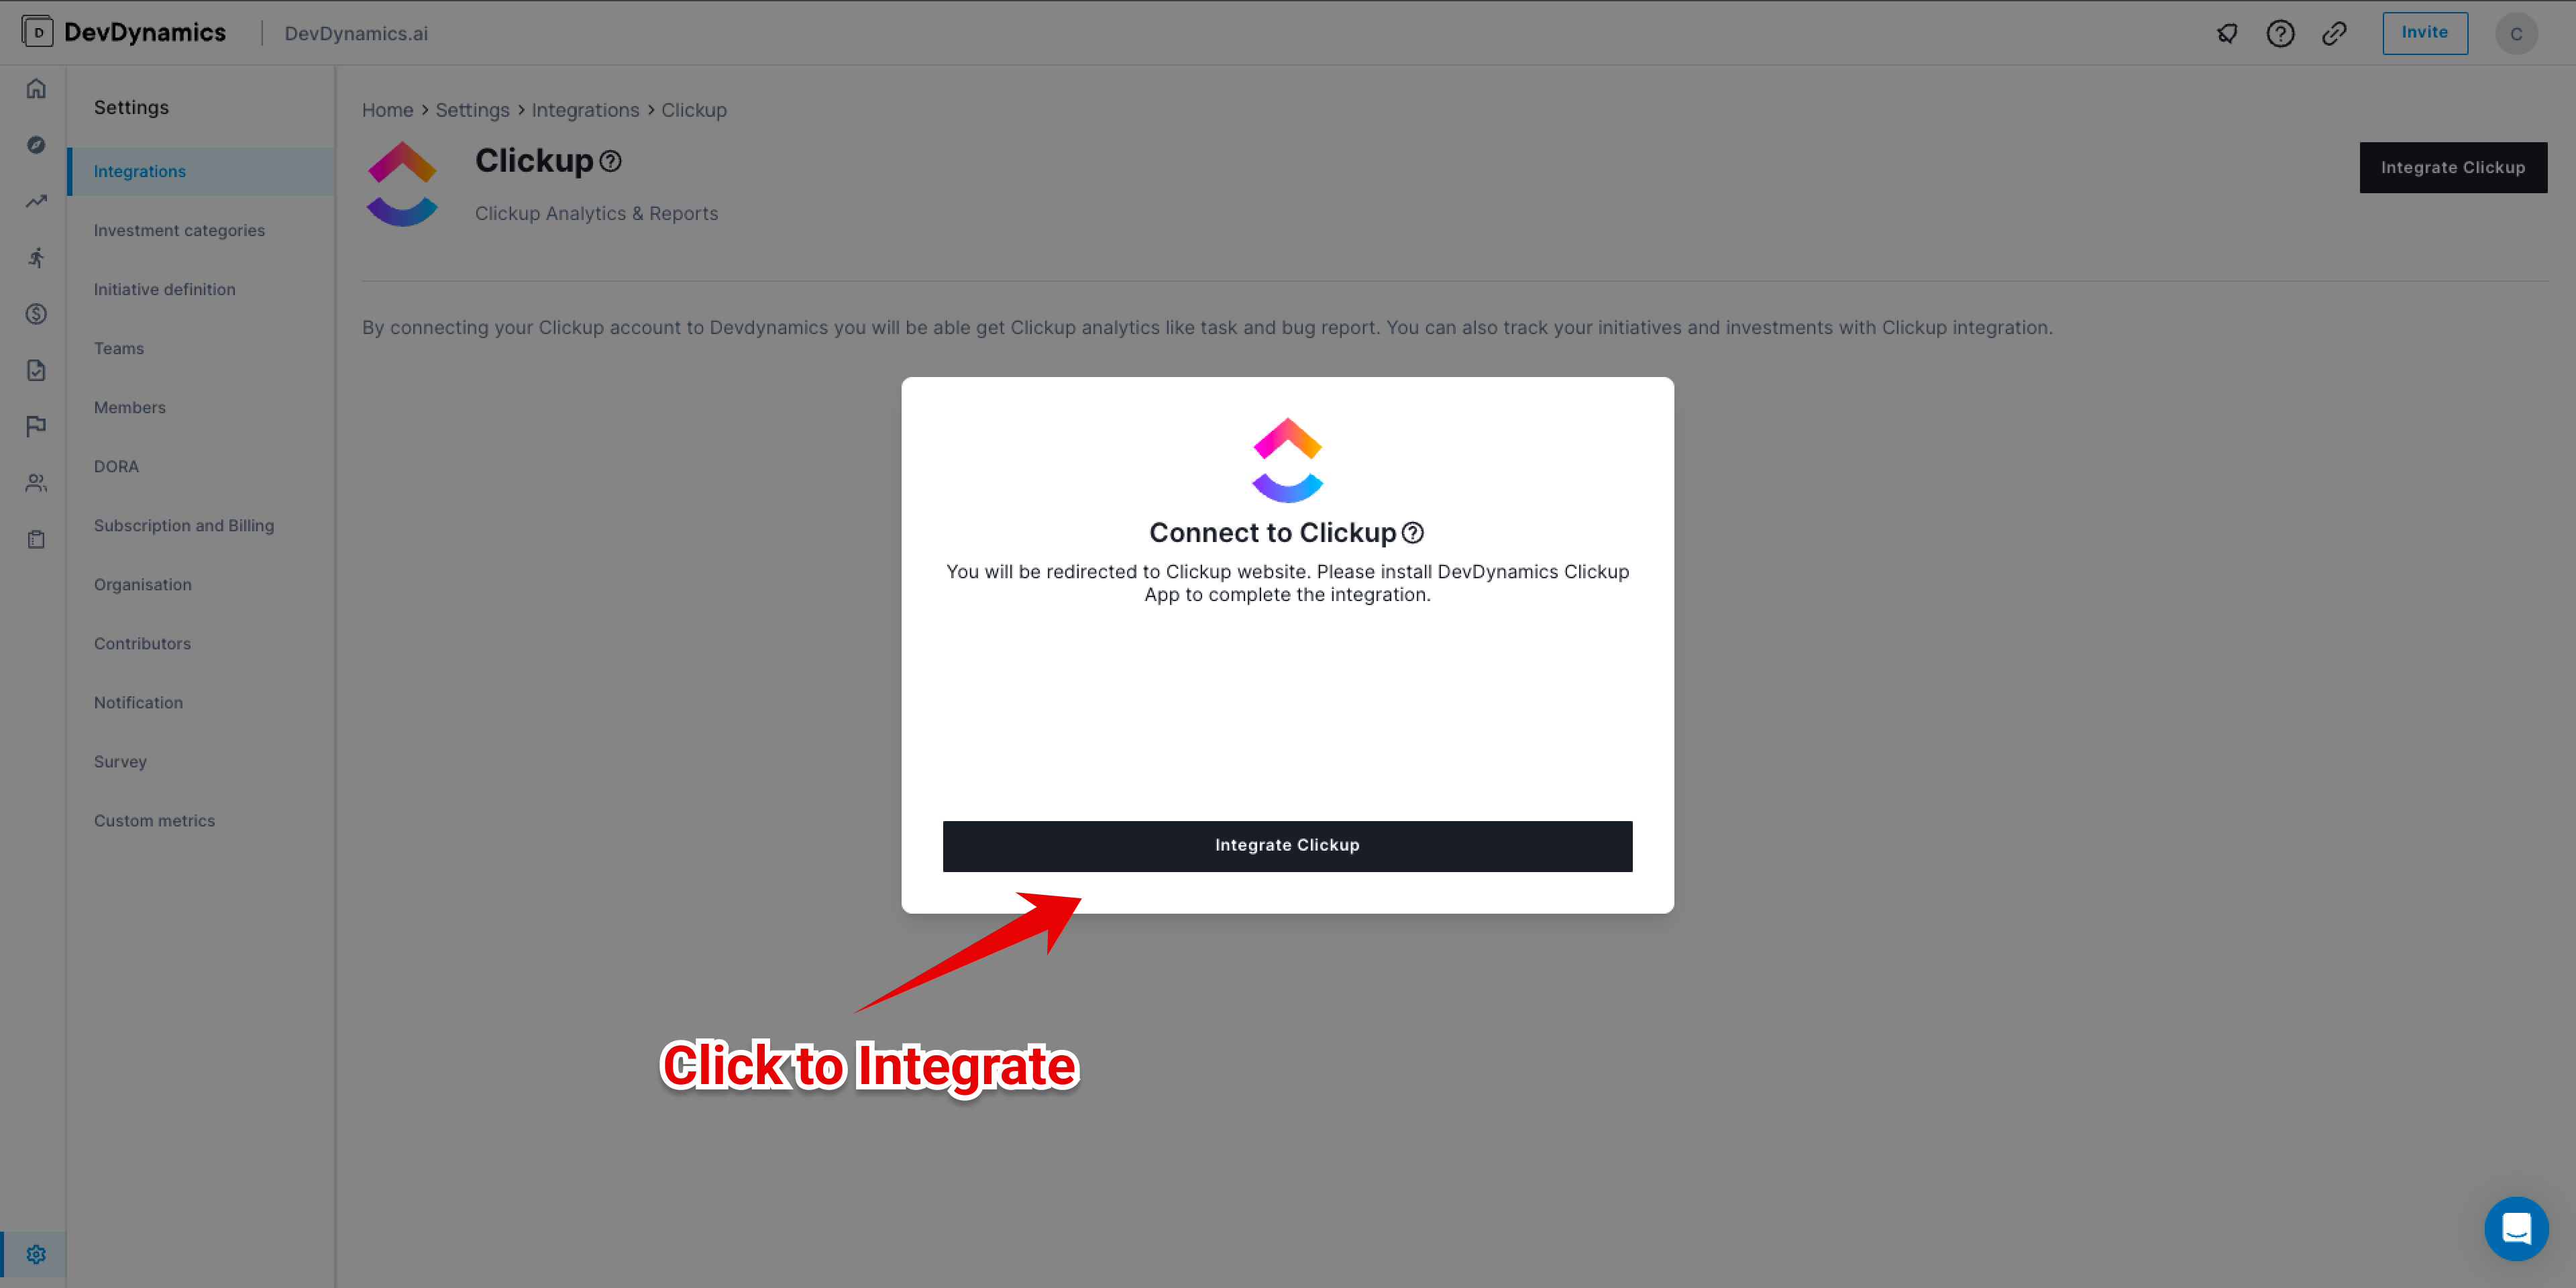 D DevDynamics DevDynamics.ai Invite C
Settings
Integrations
Investment categories
Initiative definition
Teams
Members
DORA
Subscription and Billing
Organisation
Contributors
Notification
Survey
Custom metrics
Home > Settings > Integrations > Clickup
Clickup ?
Clickup Analytics & Reports
Integrate Clickup
By connecting your Clickup account to Devdynamics you will be able get Clickup analytics like task and bug report. You can also track your initiatives and investments with Clickup integration.
Connect to Clickup ?
You will be redirected to Clickup website. Please install DevDynamics Clickup
App to complete the integration.
Integrate Clickup
Click to Integrate